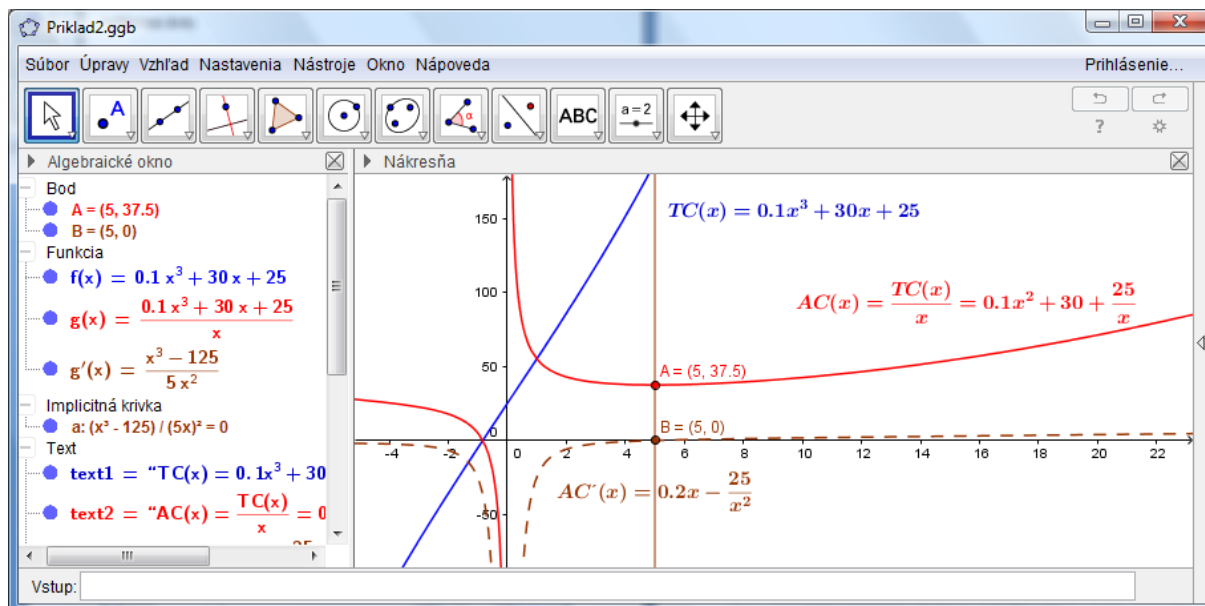 Priklad2.ggb
Súbor Úpravy Vzhľad Nastavenia Nástroje Okno Nápoveda Prihlásenie...
A α ABC a = 2
?
Algebraické okno
Bod
A = (5, 37.5)
B = (5, 0)
Funkcia
f(x) = 0.1 x³ + 30 x + 25
g(x) = (0.1 x³ + 30 x + 25) / x
g′(x) = (x³ − 125) / (5 x²)
Implicitná krivka
a: (x³ - 125) / (5x)² = 0
Text
text1 = “TC(x) = 0.1x³ + 30
text2 = “AC(x) = TC(x)/x = 0
Nákresňa
TC(x) = 0.1x³ + 30x + 25
AC(x) = TC(x)/x = 0.1x² + 30 + 25/x
A = (5, 37.5)
B = (5, 0)
AC´(x) = 0.2x − 25/x²
150
100
50
0
-50
-4 -2 0 2 4 6 8 10 12 14 16 18 20 22
Vstup: